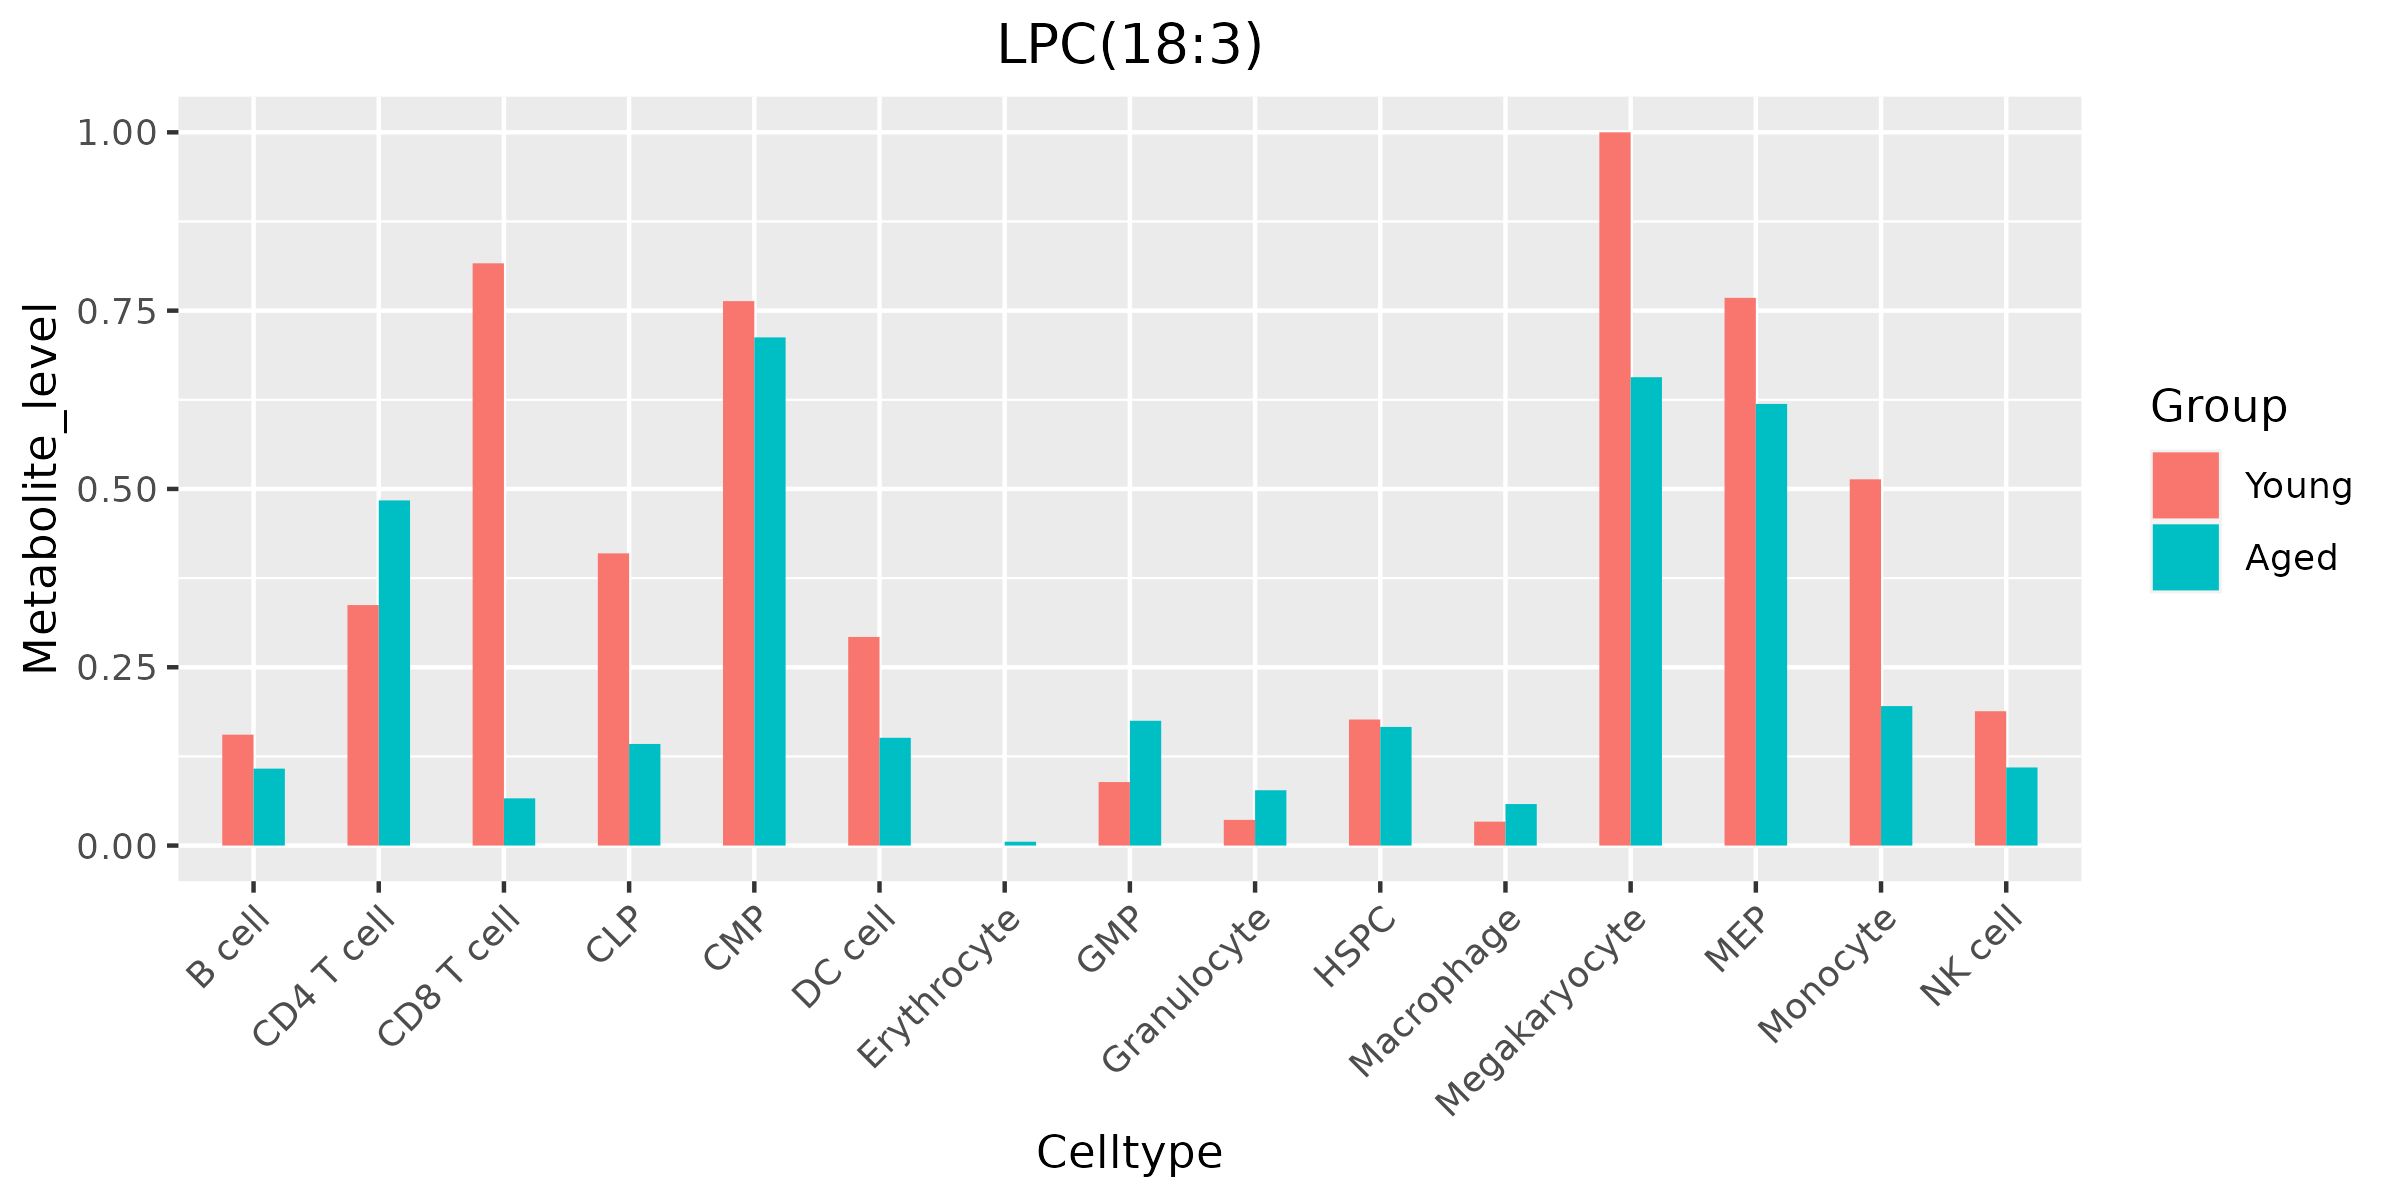 LPC(18:3)
Metabolite_level
1.00
0.75
0.50
0.25
0.00
B cell
CD4 T cell
CD8 T cell
CLP
CMP
DC cell
Erythrocyte
GMP
Granulocyte
HSPC
Macrophage
Megakaryocyte
MEP
Monocyte
NK cell
Celltype
Group
Young
Aged